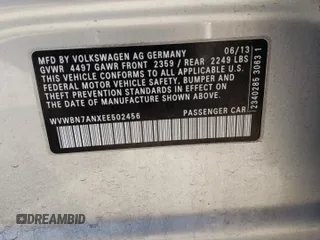 MFD BY VOLKSWAGEN AG GERMANY 06/13
GVWR 4497 GAWR FRONT 2359 / REAR 2249 LBS
THIS VEHICLE CONFORMS TO ALL APPLICABLE U.S.
FEDERAL MOTOR VEHICLE SAFETY, BUMPER AND
THEFT PREVENTION STANDARDS IN EFFECT ON THE
DATE OF MANUFACTURE SHOWN ABOVE
WVWBN7ANXEE502456 PASSENGER CAR
2340285 3063 1
© DREAMBID